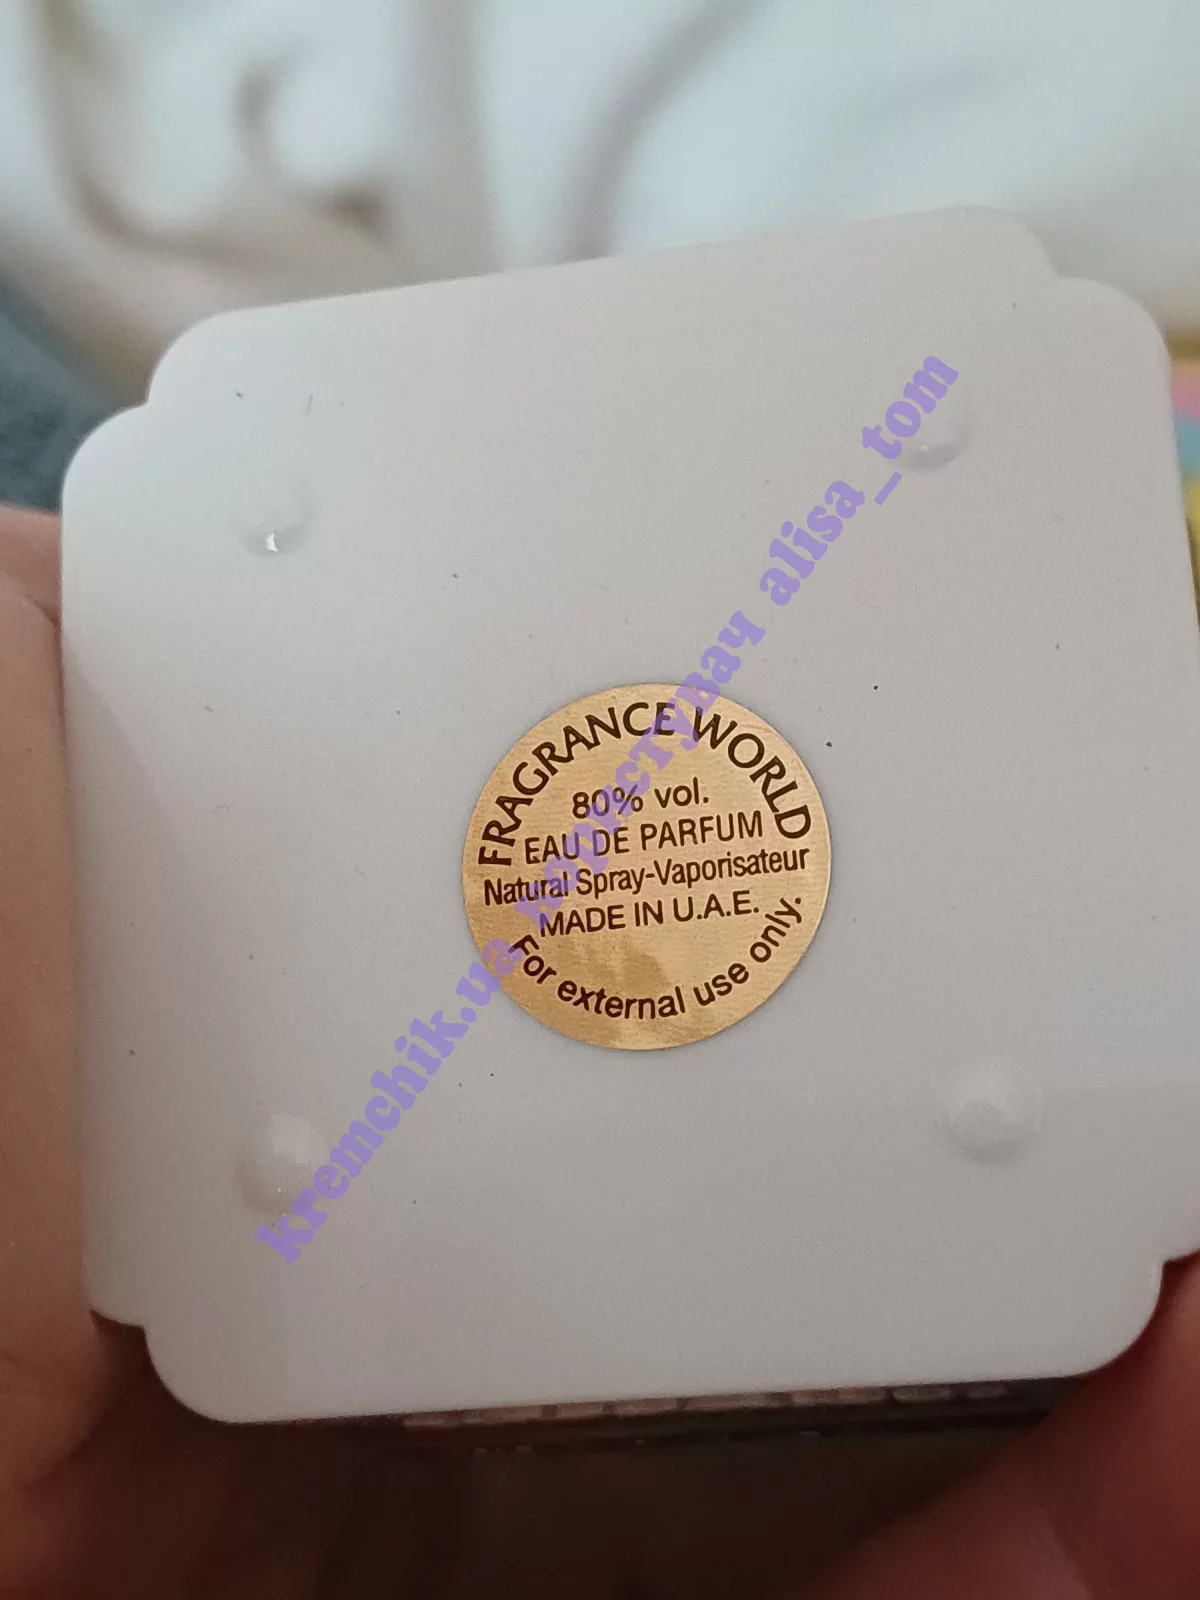 FRAGRANCE WORLD
80% vol.
EAU DE PARFUM
Natural Spray-Vaporisateur
MADE IN U.A.E.
For external use only.
kremchik.ua користувач alisa_tom